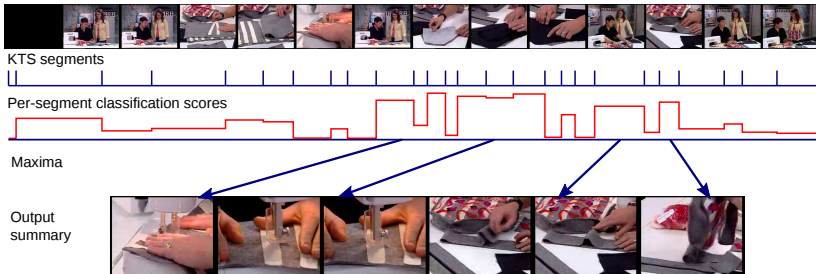 KTS segments
Per-segment classification scores
Maxima
Output
summary